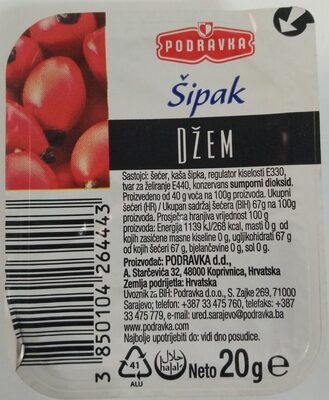 PODRAVKA
Šipak
DŽEM
Sastojci: šećer, kaša šipka, regulator kiselosti E330,
tvar za želiranje E440, konzervans sumporni dioksid.
Proizvedeno od 40 g voća na 100g proizvoda. Ukupni
šećeri (HR) / Ukupan sadržaj šećera (BIH) 67 g na 100g
proizvoda. Prosječna hranjiva vrijednost 100 g
proizvoda: Energija 1139 kJ/268 kcal, masti 0 g od
kojih zasićene masne kiseline 0 g, ugljikohidrati 67 g
od kojih šećeri 67 g, bjelančevine 0 g, sol 0 g.
Proizvođač: PODRAVKA d.d.,
A. Starčevića 32, 48000 Koprivnica, Hrvatska
Zemlja podrijetla: Hrvatska
Uvoznik za BIH: Podravka d.o.o., S. Zajke 269, 71000
Sarajevo; telefon: +387 33 475 760, telefaks: +387
33 475 779, e-mail: ured.sarajevo@podravka.ba
www.podravka.com
Najbolje upotrijebiti do: vidi dno posudice.
3 850104 264443
41
ALU
حلال
halal
Neto 20g e